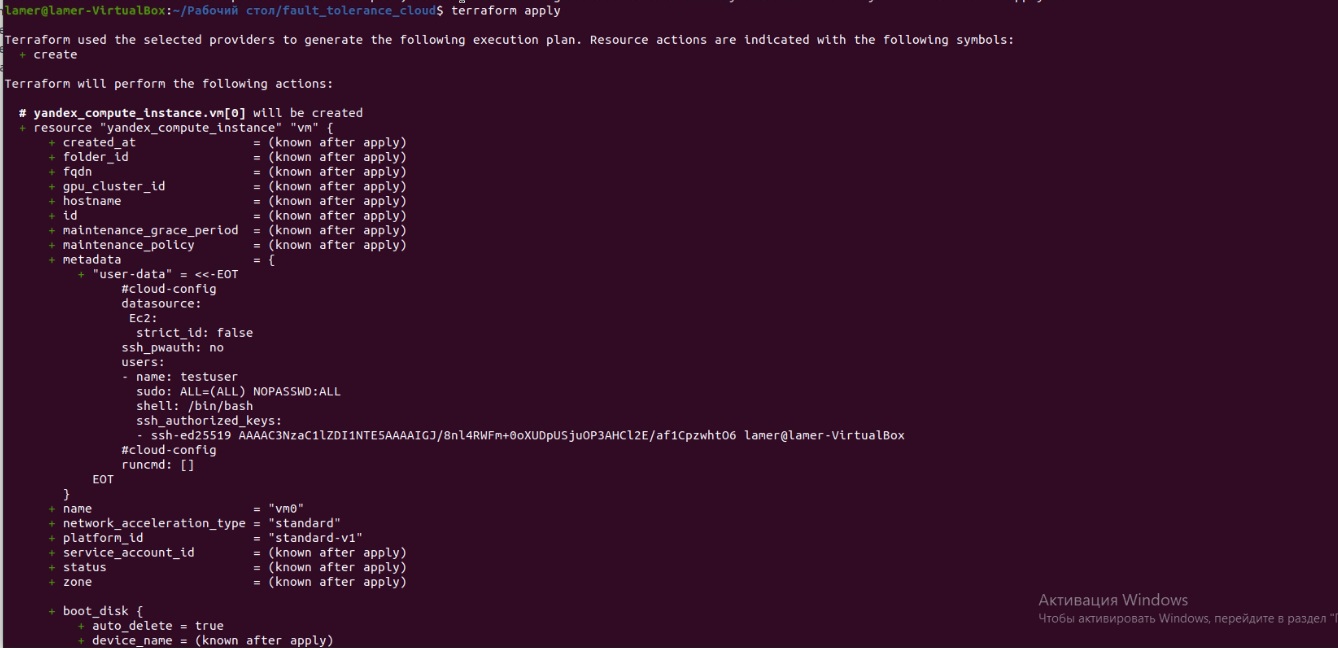 lamer@lamer-VirtualBox:~/Рабочий стол/fault_tolerance_cloud$ terraform apply
Terraform used the selected providers to generate the following execution plan. Resource actions are indicated with the following symbols:
+ create
Terraform will perform the following actions:
# yandex_compute_instance.vm[0] will be created
+ resource "yandex_compute_instance" "vm" {
+ created_at = (known after apply)
+ folder_id = (known after apply)
+ fqdn = (known after apply)
+ gpu_cluster_id = (known after apply)
+ hostname = (known after apply)
+ id = (known after apply)
+ maintenance_grace_period = (known after apply)
+ maintenance_policy = (known after apply)
+ metadata = {
+ "user-data" = <<-EOT
#cloud-config
datasource:
Ec2:
strict_id: false
ssh_pwauth: no
users:
- name: testuser
sudo: ALL=(ALL) NOPASSWD:ALL
shell: /bin/bash
ssh_authorized_keys:
- ssh-ed25519 AAAAC3NzaC1lZDI1NTE5AAAAIGJ/8nl4RWFm+0oXUDpUSjuOP3AHCl2E/af1CpzwhtO6 lamer@lamer-VirtualBox
#cloud-config
runcmd: []
EOT
}
+ name = "vm0"
+ network_acceleration_type = "standard"
+ platform_id = "standard-v1"
+ service_account_id = (known after apply)
+ status = (known after apply)
+ zone = (known after apply)
+ boot_disk {
+ auto_delete = true
+ device_name = (known after apply)
Активация Windows
Чтобы активировать Windows, перейдите в раздел